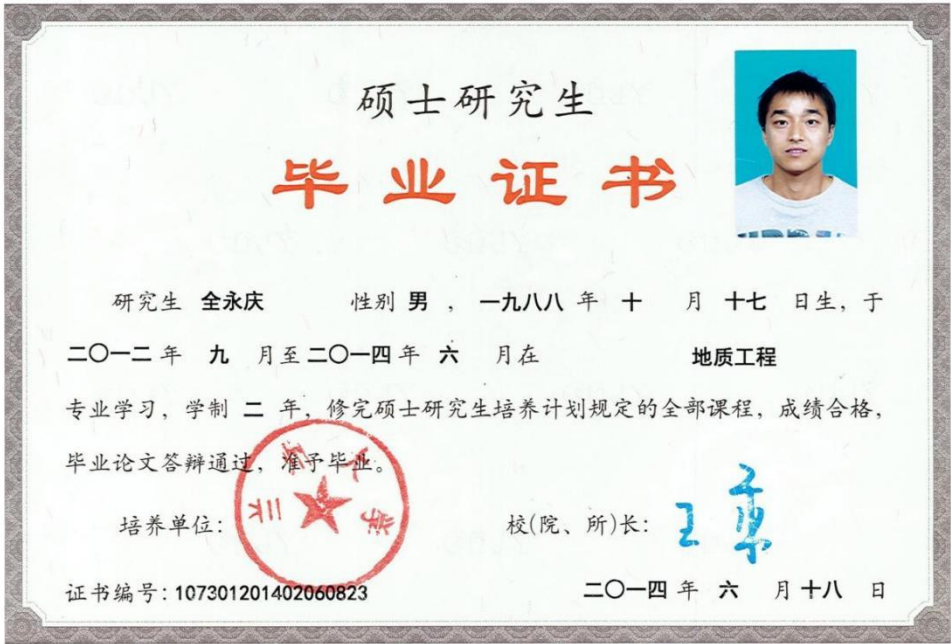 硕士研究生
毕业证书
研究生 全永庆 性别 男 ，一九八八 年 十 月 十七 日生，于
二〇一二 年 九 月至 二〇一四 年 六 月在 地质工程
专业学习，学制 二 年，修完硕士研究生培养计划规定的全部课程，成绩合格，
毕业论文答辩通过，准予毕业。
培养单位：
校(院、所)长：
证书编号：107301201402060823
二〇一四 年 六 月 十八 日